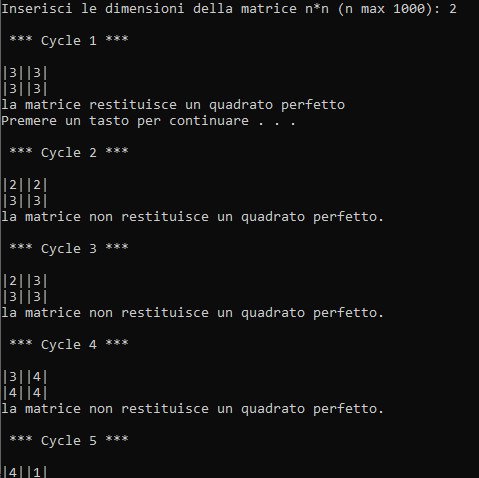 Inserisci le dimensioni della matrice n*n (n max 1000): 2
*** Cycle 1 ***
|3||3|
|3||3|
la matrice restituisce un quadrato perfetto
Premere un tasto per continuare . . .
*** Cycle 2 ***
|2||2|
|3||3|
la matrice non restituisce un quadrato perfetto.
*** Cycle 3 ***
|2||3|
|3||3|
la matrice non restituisce un quadrato perfetto.
*** Cycle 4 ***
|3||4|
|4||4|
la matrice non restituisce un quadrato perfetto.
*** Cycle 5 ***
|4||1|